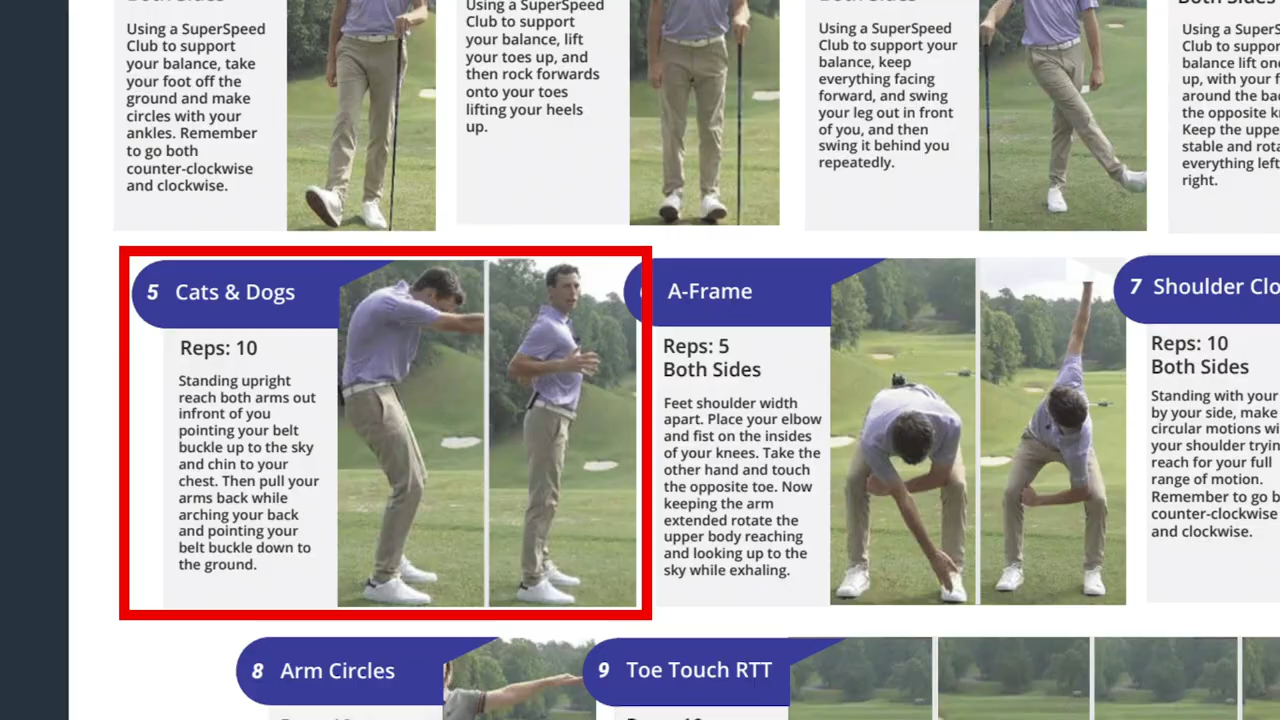 Both Sides
Using a SuperSpeed
Club to support
your balance, take
your foot off the
ground and make
circles with your
ankles. Remember
to go both
counter-clockwise
and clockwise.
Using a SuperSpeed
Club to support
your balance, lift
your toes up, and
then rock forwards
onto your toes
lifting your heels
up.
Both Sides
Using a SuperSpeed
Club to support your
balance, keep
everything facing
forward, and swing
your leg out in front
of you, and then
swing it behind you
repeatedly.
Both Sides
Using a SuperS
Club to suppor
balance lift on
up, with your f
around the ba
the opposite k
Keep the uppe
stable and rota
everything left
right.
5 Cats & Dogs
Reps: 10
Standing upright
reach both arms out
infront of you
pointing your belt
buckle up to the sky
and chin to your
chest. Then pull your
arms back while
arching your back
and pointing your
belt buckle down to
the ground.
A-Frame
Reps: 5
Both Sides
Feet shoulder width
apart. Place your elbow
and fist on the insides
of your knees. Take the
other hand and touch
the opposite toe. Now
keeping the arm
extended rotate the
upper body reaching
and looking up to the
sky while exhaling.
7 Shoulder Clo
Reps: 10
Both Sides
Standing with your
by your side, make
circular motions wi
your shoulder tryin
reach for your full
range of motion.
Remember to go b
counter-clockwise
and clockwise.
8 Arm Circles
9 Toe Touch RTT